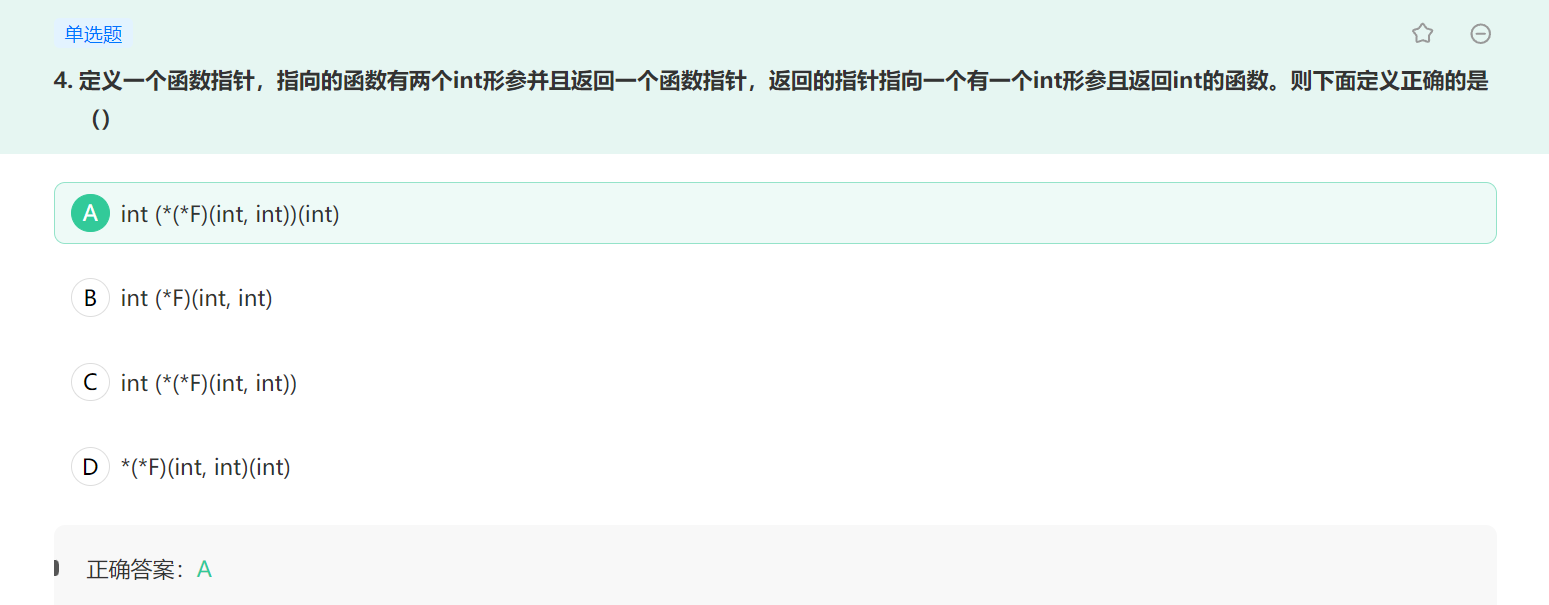 单选题
4. 定义一个函数指针，指向的函数有两个int形参并且返回一个函数指针，返回的指针指向一个有一个int形参且返回int的函数。则下面定义正确的是
()
A int (*(*F)(int, int))(int)
B int (*F)(int, int)
C int (*(*F)(int, int))
D *(*F)(int, int)(int)
正确答案：A